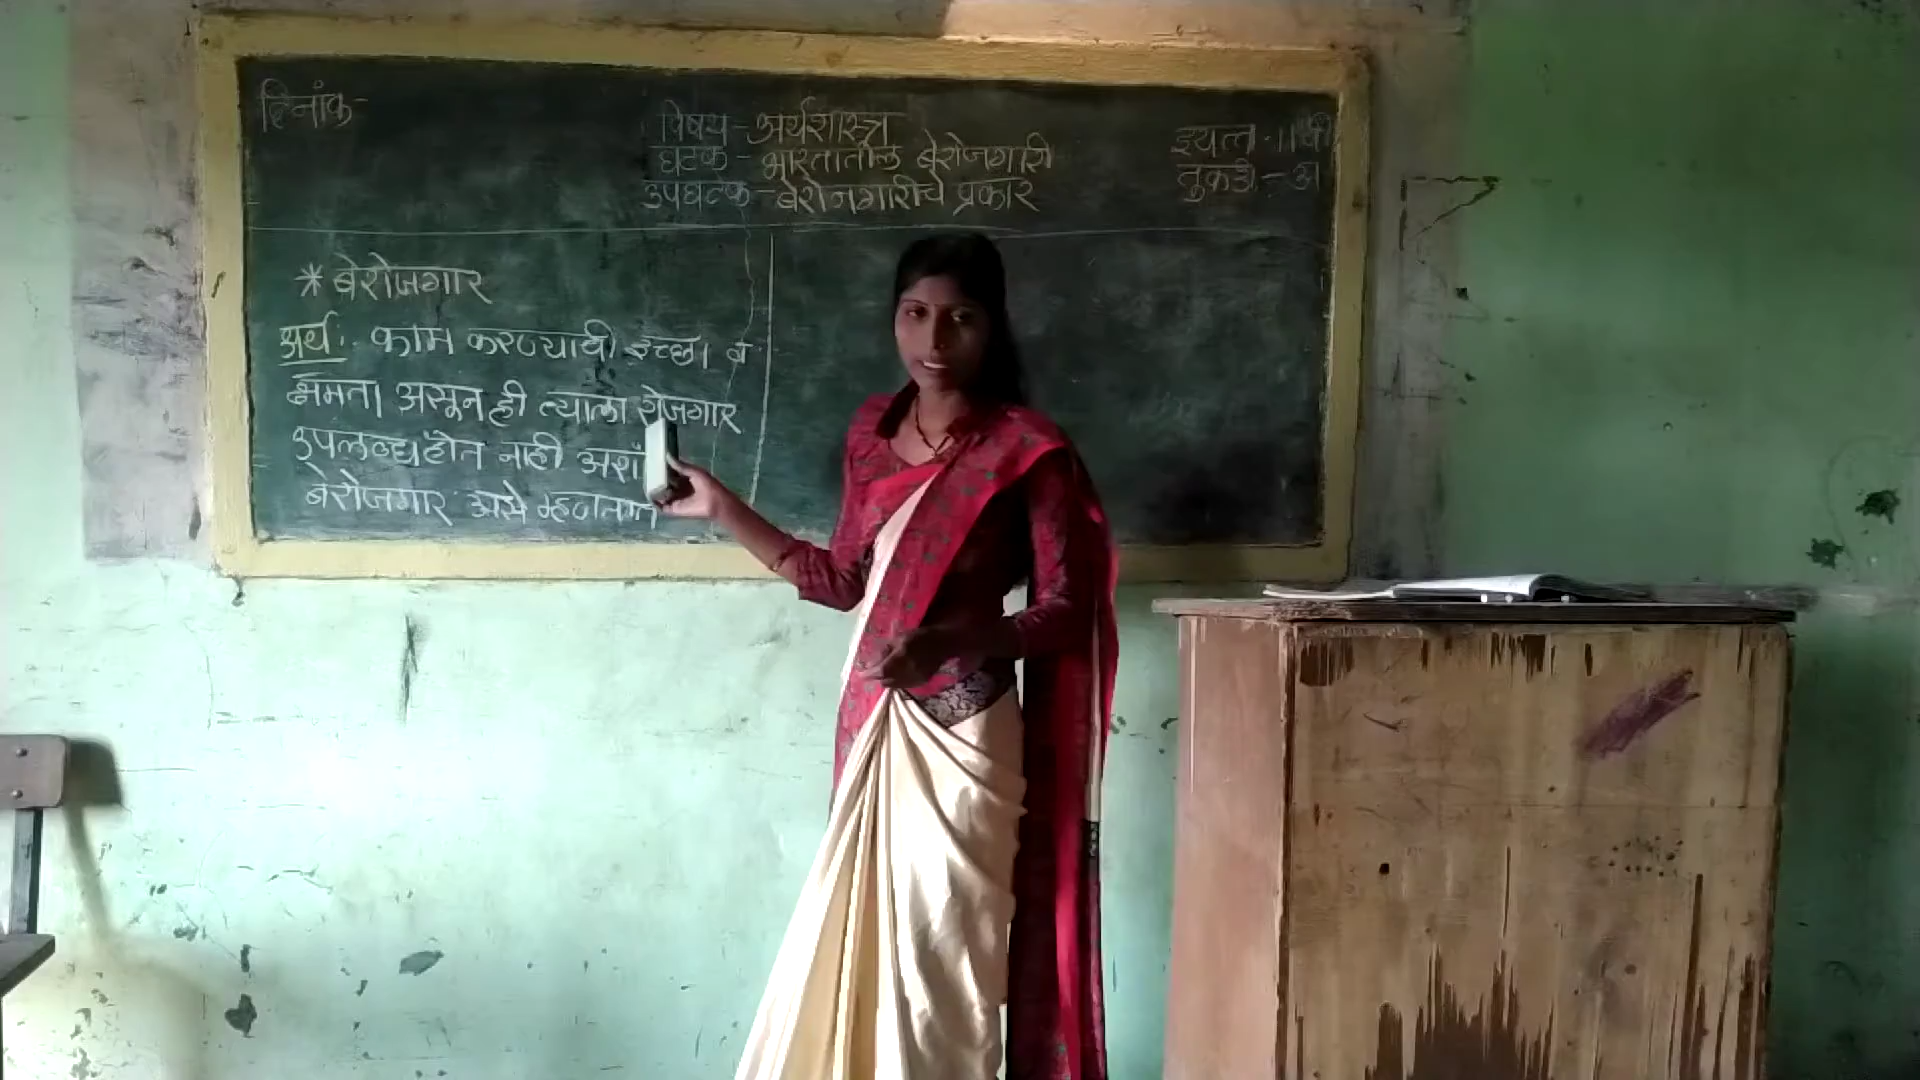 दिनांक-
विषय - अर्थशास्त्र
घटक - भारतातील बेरोजगारी
उपघटक - बेरोजगारीचे प्रकार
इयत्ता - 11वी
तुकडी - अ
* बेरोजगार
अर्थ :- काम करण्याची इच्छा व
क्षमता असून ही त्याला रोजगार
उपलब्ध होत नाही अशा
बेरोजगार असे म्हणतात